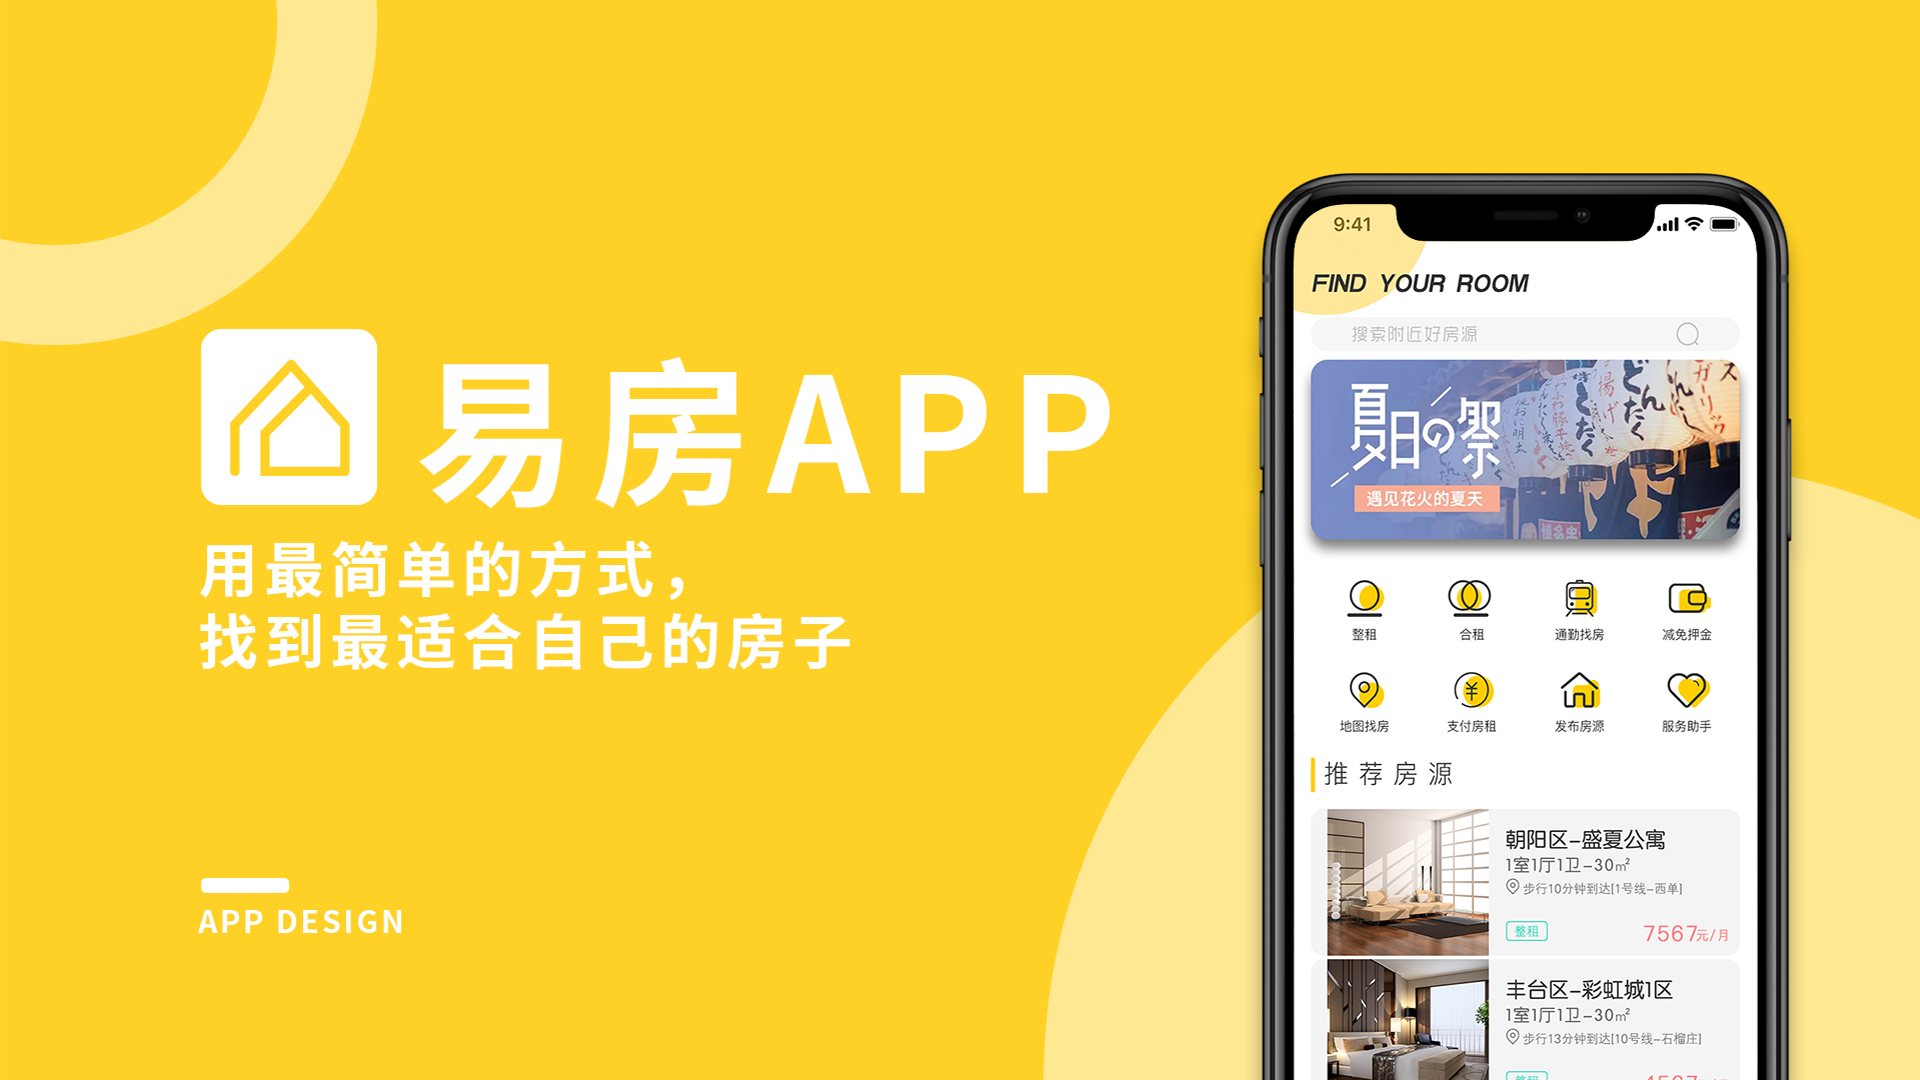 易房APP
用最简单的方式，
找到最适合自己的房子
APP DESIGN
9:41
FIND YOUR ROOM
搜索附近好房源
夏日の祭
遇见花火的夏天
整租
合租
通勤找房
减免押金
地图找房
支付房租
发布房源
服务助手
推荐房源
朝阳区-盛夏公寓
1室1厅1卫-30㎡
步行10分钟到达[1号线-西单]
整租
7567元/月
丰台区-彩虹城1区
1室1厅1卫-30㎡
步行13分钟到达[10号线-石榴庄]